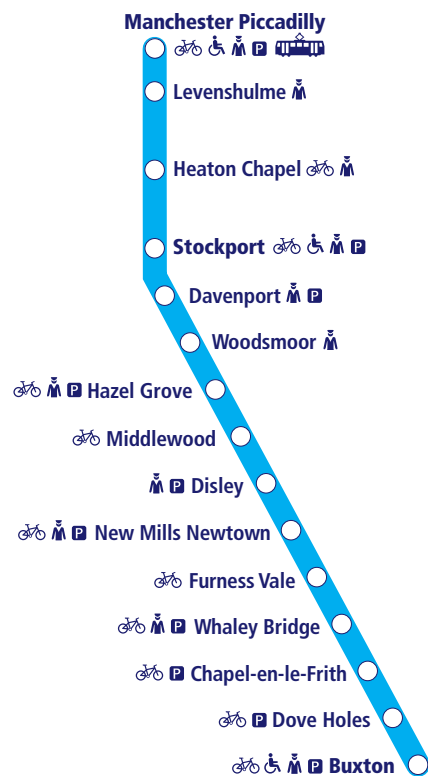 Manchester Piccadilly
P
Levenshulme
Heaton Chapel
Stockport P
Davenport P
Woodsmoor
P Hazel Grove
Middlewood
P Disley
P New Mills Newtown
Furness Vale
P Whaley Bridge
P Chapel-en-le-Frith
P Dove Holes
P Buxton